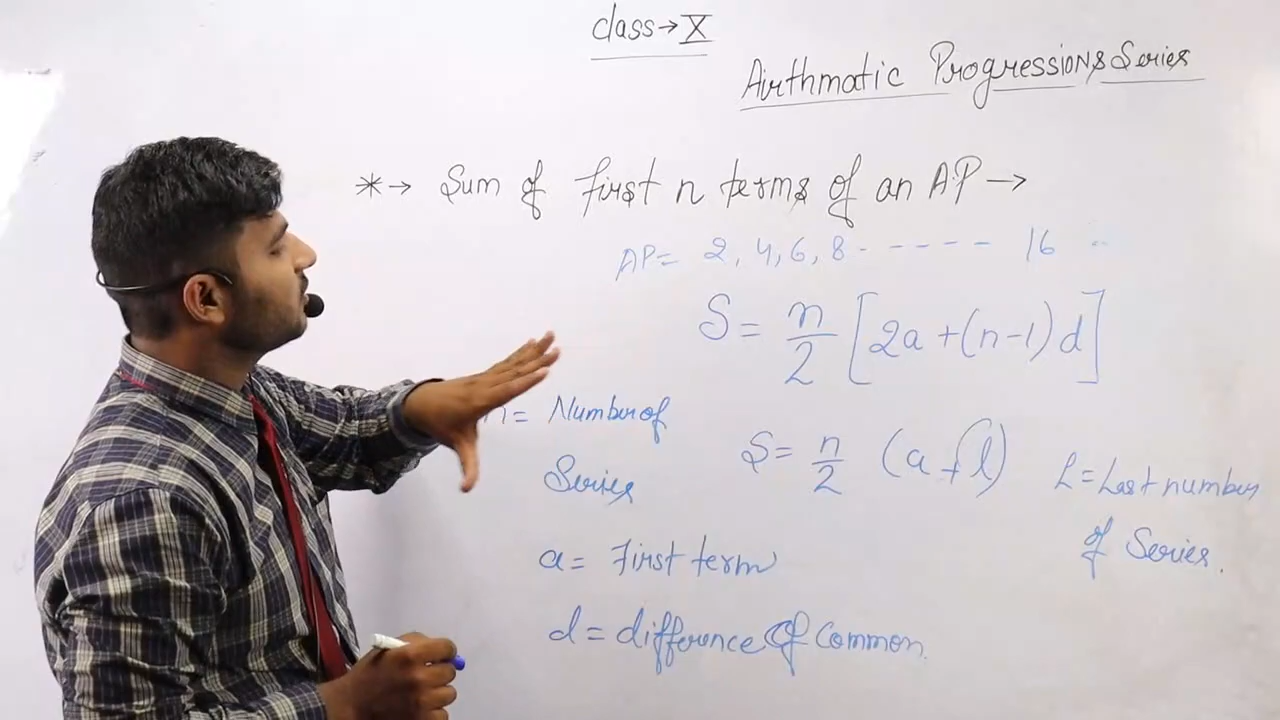 class→X
Airthmatic Progressions Series
*→ Sum of first n terms of an AP→
AP= 2, 4, 6, 8 - - - - - - 16 --
S = n/2 [2a+(n-1)d]
n= Number of
Series
S= n/2 (a+l)
L=Last number
of Series.
a= First term
d= difference of Common.